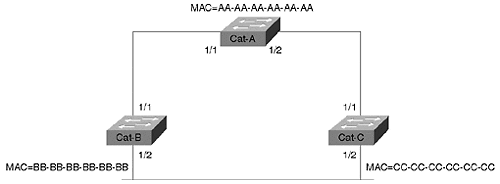 MAC=AA-AA-AA-AA-AA-AA
Cat-A
1/1
1/2
1/1
1/1
Cat-B
Cat-C
1/2
1/2
MAC=BB-BB-BB-BB-BB-BB
MAC=CC-CC-CC-CC-CC-CC